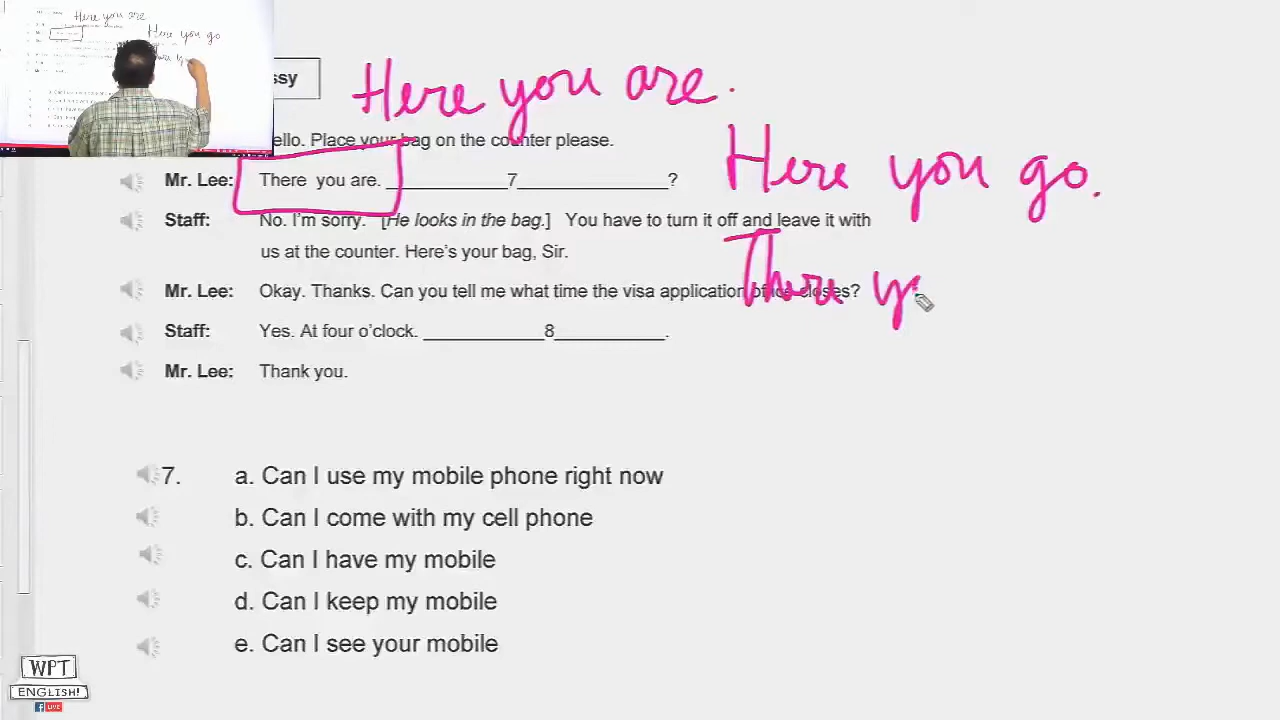 Here you are.
ssy
ello. Place your bag on the counter please.
Here you go.
Mr. Lee: There you are. ________7________?
Staff: No. I'm sorry. [He looks in the bag.] You have to turn it off and leave it with
us at the counter. Here's your bag, Sir.
There yo
Mr. Lee: Okay. Thanks. Can you tell me what time the visa application office closes?
Staff: Yes. At four o'clock. ________8________.
Mr. Lee: Thank you.
7. a. Can I use my mobile phone right now
b. Can I come with my cell phone
c. Can I have my mobile
d. Can I keep my mobile
e. Can I see your mobile
WPT
ENGLISH!
LIVE